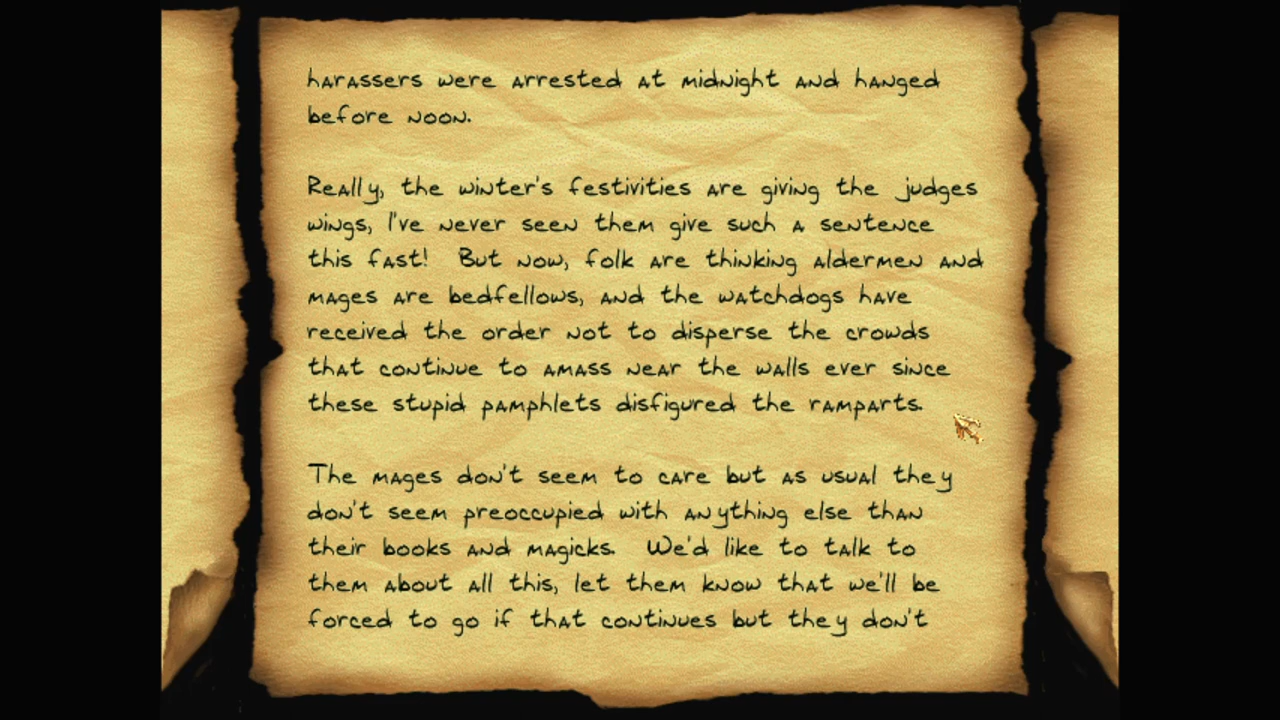 harassers were arrested at midnight and hanged
before noon.
Really, the winter's festivities are giving the judges
wings, I've never seen them give such a sentence
this fast! But now, folk are thinking aldermen and
mages are bedfellows, and the watchdogs have
received the order not to disperse the crowds
that continue to amass near the walls ever since
these stupid pamphlets disfigured the ramparts.
The mages don't seem to care but as usual they
don't seem preoccupied with anything else than
their books and magicks. We'd like to talk to
them about all this, let them know that we'll be
forced to go if that continues but they don't